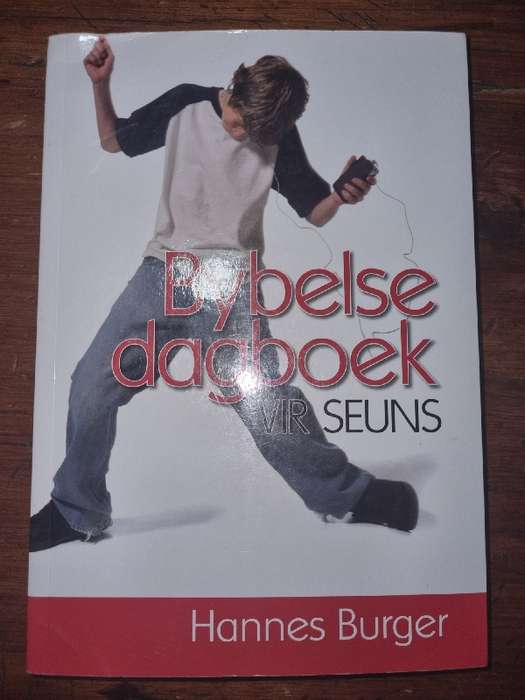 Bybelse
dagboek
VIR SEUNS
Hannes Burger